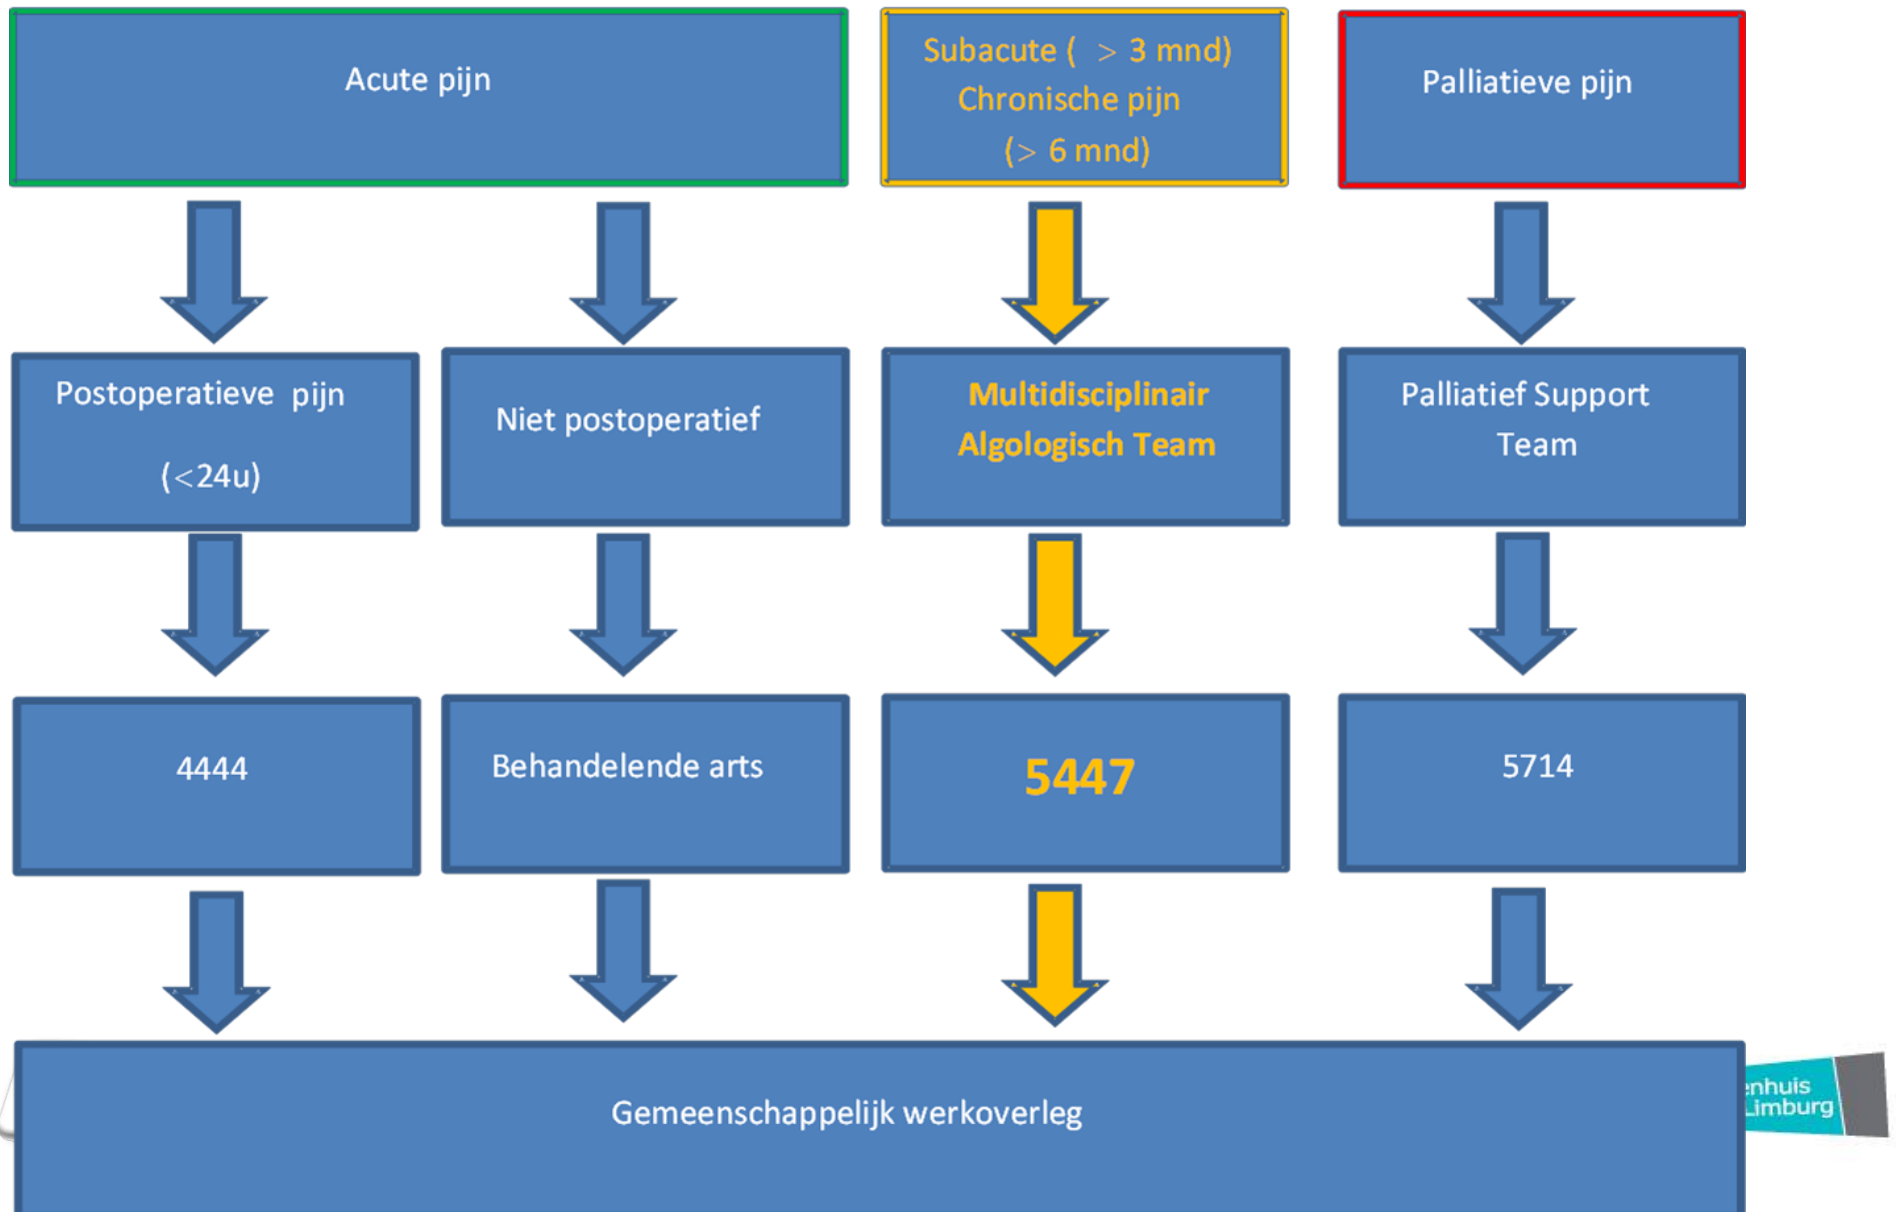 Acute pijn
Subacute ( > 3 mnd)
Chronische pijn
(> 6 mnd)
Palliatieve pijn
Postoperatieve pijn
(<24u)
Niet postoperatief
Multidisciplinair
Algologisch Team
Palliatief Support
Team
4444
Behandelende arts
5447
5714
Gemeenschappelijk werkoverleg
enhuis
Limburg